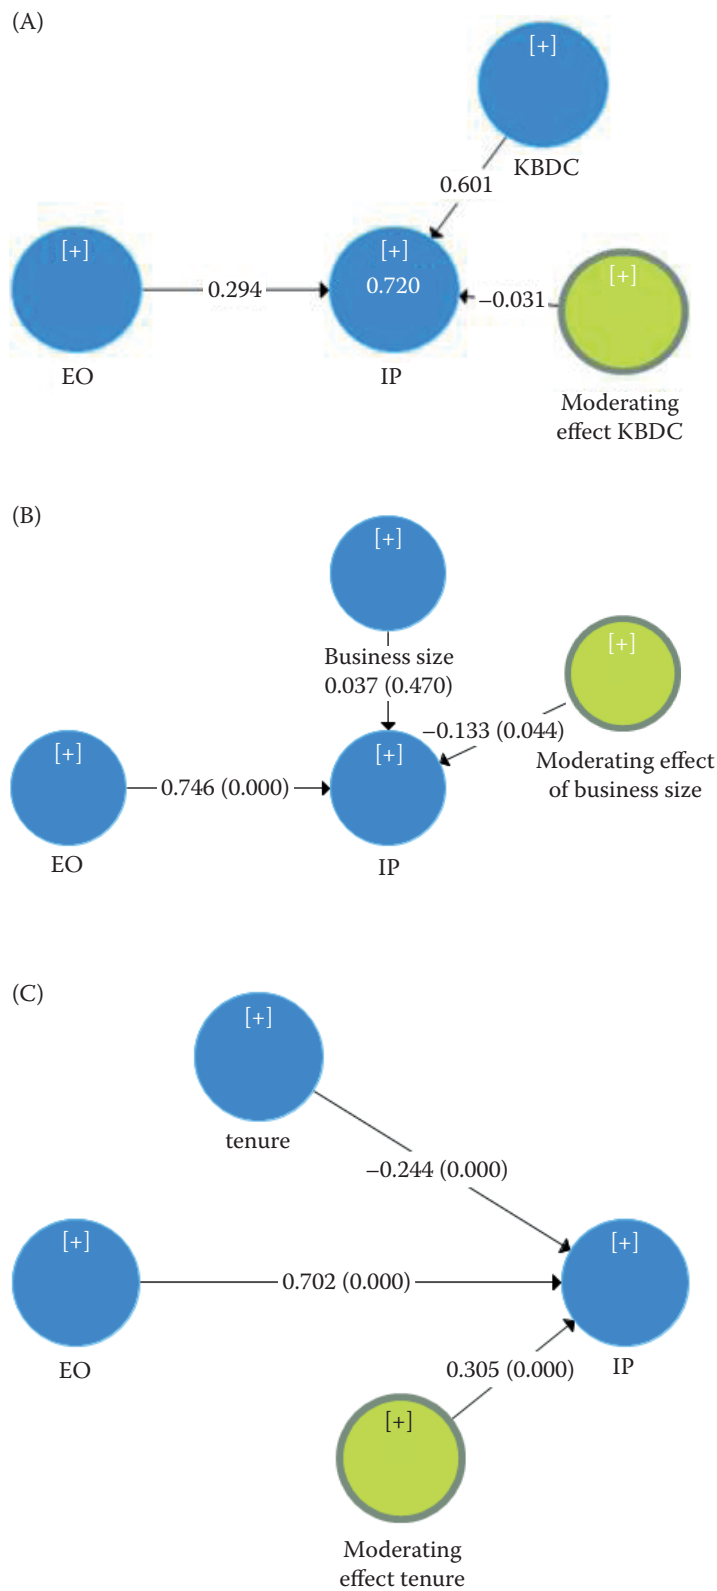 (A)
[+]
KBDC
0.601
[+]
0.294
[+]
0.720
−0.031
[+]
EO
IP
Moderating
effect KBDC
(B)
[+]
Business size
0.037 (0.470)
[+]
−0.133 (0.044)
Moderating effect
of business size
[+]
0.746 (0.000)
[+]
EO
IP
(C)
[+]
tenure
−0.244 (0.000)
[+]
0.702 (0.000)
[+]
EO
IP
0.305 (0.000)
[+]
Moderating
effect tenure